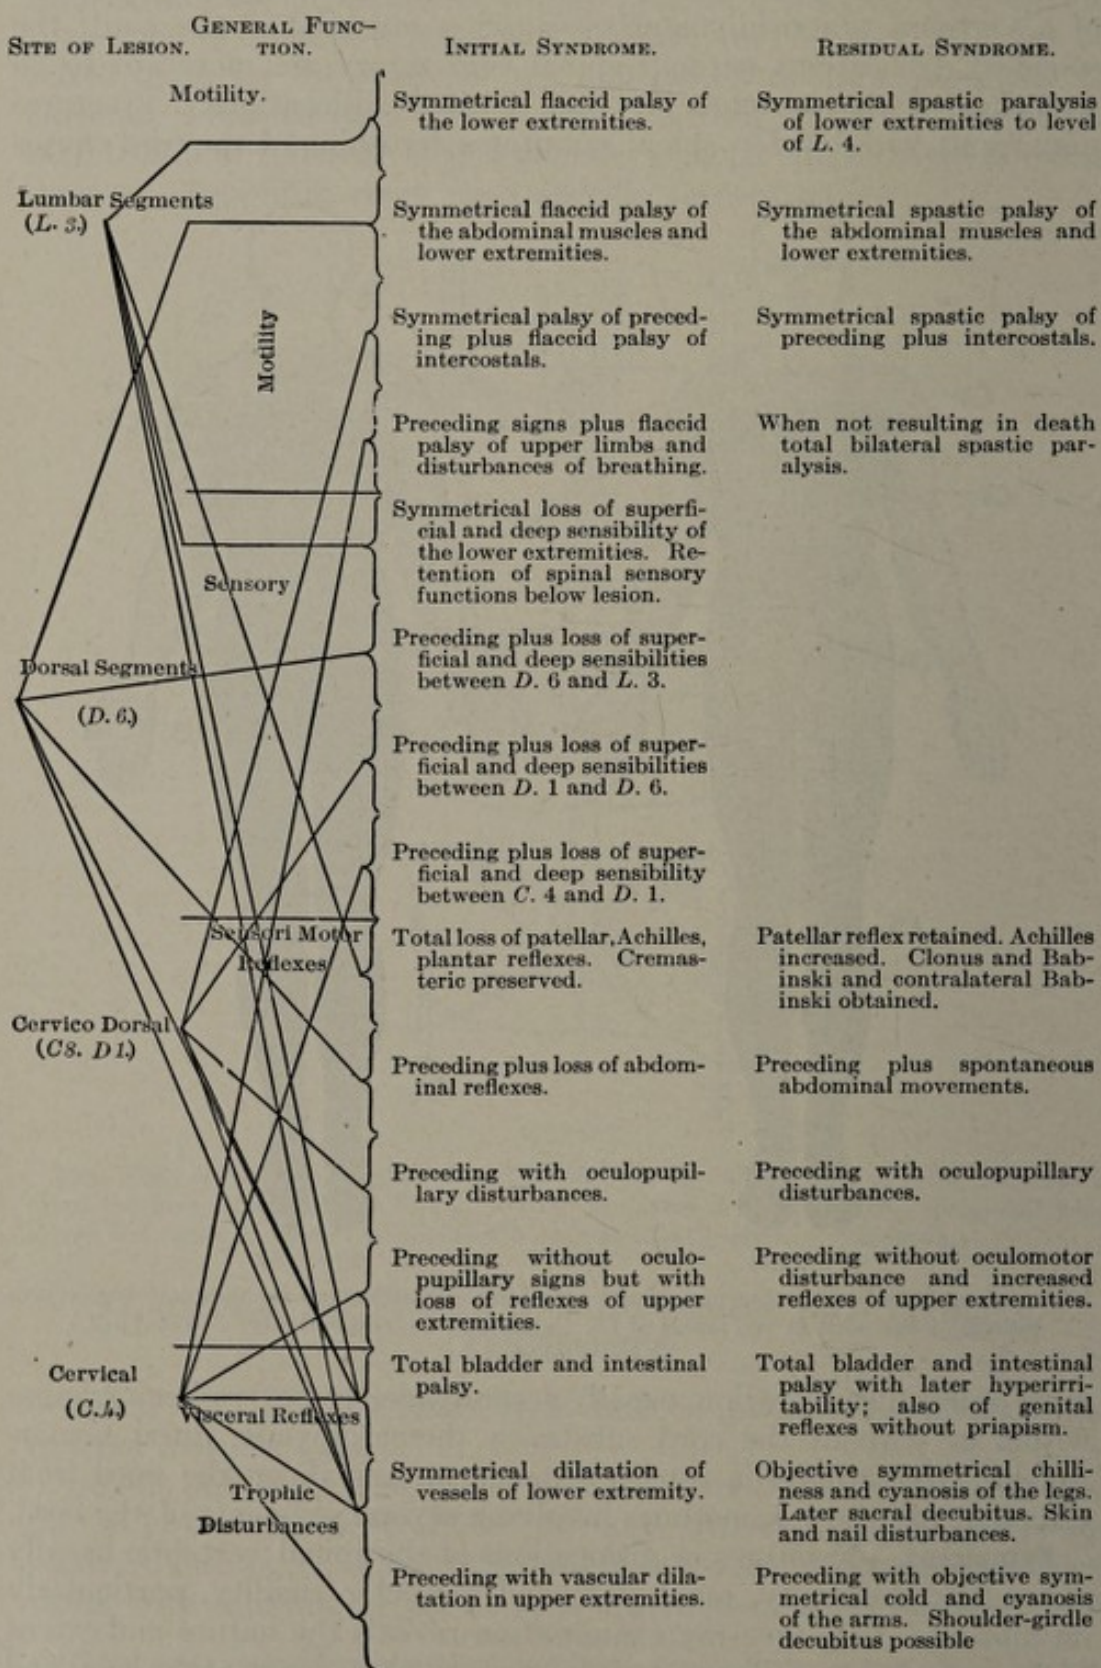 SITE OF LESION.
GENERAL FUNC-
TION.
INITIAL SYNDROME.
RESIDUAL SYNDROME.
Motility.
Symmetrical flaccid palsy of
the lower extremities.
Symmetrical spastic paralysis
of lower extremities to level
of L. 4.
Lumbar Segments
(L. 3.)
Symmetrical flaccid palsy of
the abdominal muscles and
lower extremities.
Symmetrical spastic palsy of
the abdominal muscles and
lower extremities.
Motility
Symmetrical palsy of preced-
ing plus flaccid palsy of
intercostals.
Symmetrical spastic palsy of
preceding plus intercostals.
Preceding signs plus flaccid
palsy of upper limbs and
disturbances of breathing.
When not resulting in death
total bilateral spastic par-
alysis.
Sensory
Symmetrical loss of superfi-
cial and deep sensibility of
the lower extremities. Re-
tention of spinal sensory
functions below lesion.
Dorsal Segments
(D. 6.)
Preceding plus loss of super-
ficial and deep sensibilities
between D. 6 and L. 3.
Preceding plus loss of super-
ficial and deep sensibilities
between D. 1 and D. 6.
Preceding plus loss of super-
ficial and deep sensibility
between C. 4 and D. 1.
Sensori Motor
Reflexes
Total loss of patellar, Achilles,
plantar reflexes. Cremas-
teric preserved.
Patellar reflex retained. Achilles
increased. Clonus and Bab-
inski and contralateral Bab-
inski obtained.
Cervico Dorsal
(C8. D1.)
Preceding plus loss of abdom-
inal reflexes.
Preceding plus spontaneous
abdominal movements.
Preceding with oculopupil-
lary disturbances.
Preceding with oculopupillary
disturbances.
Preceding without oculo-
pupillary signs but with
loss of reflexes of upper
extremities.
Preceding without oculomotor
disturbance and increased
reflexes of upper extremities.
Cervical
(C.4.)
Visceral Reflexes
Total bladder and intestinal
palsy.
Total bladder and intestinal
palsy with later hyperirri-
tability; also of genital
reflexes without priapism.
Trophic
Disturbances
Symmetrical dilatation of
vessels of lower extremity.
Objective symmetrical chilli-
ness and cyanosis of the legs.
Later sacral decubitus. Skin
and nail disturbances.
Preceding with vascular dila-
tation in upper extremities.
Preceding with objective sym-
metrical cold and cyanosis
of the arms. Shoulder-girdle
decubitus possible